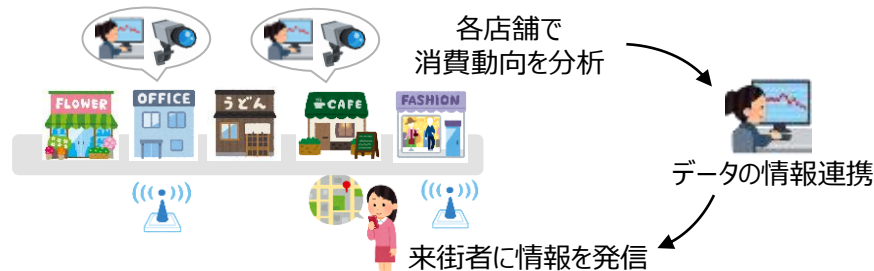 各店舗で
消費動向を分析
FLOWER
OFFICE
うどん
CAFE
FASHION
データの情報連携
来街者に情報を発信